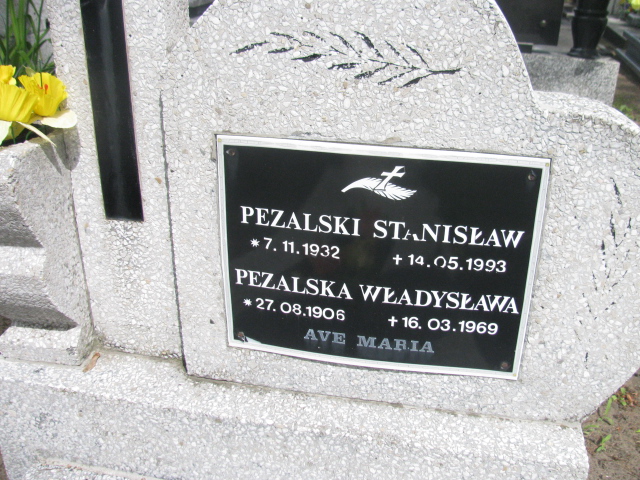 PEZALSKI STANISŁAW
* 7.11.1932 + 14.05.1993
PEZALSKA WŁADYSŁAWA
* 27.08.1906 + 16.03.1969
AVE MARIA